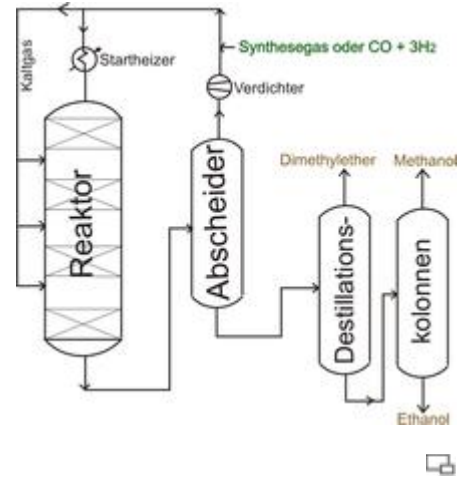 Kaltgas
Startheizer
Synthesegas oder CO + 3H2
Verdichter
Reaktor
Abscheider
Dimethylether
Methanol
Destillations-
kolonnen
Ethanol